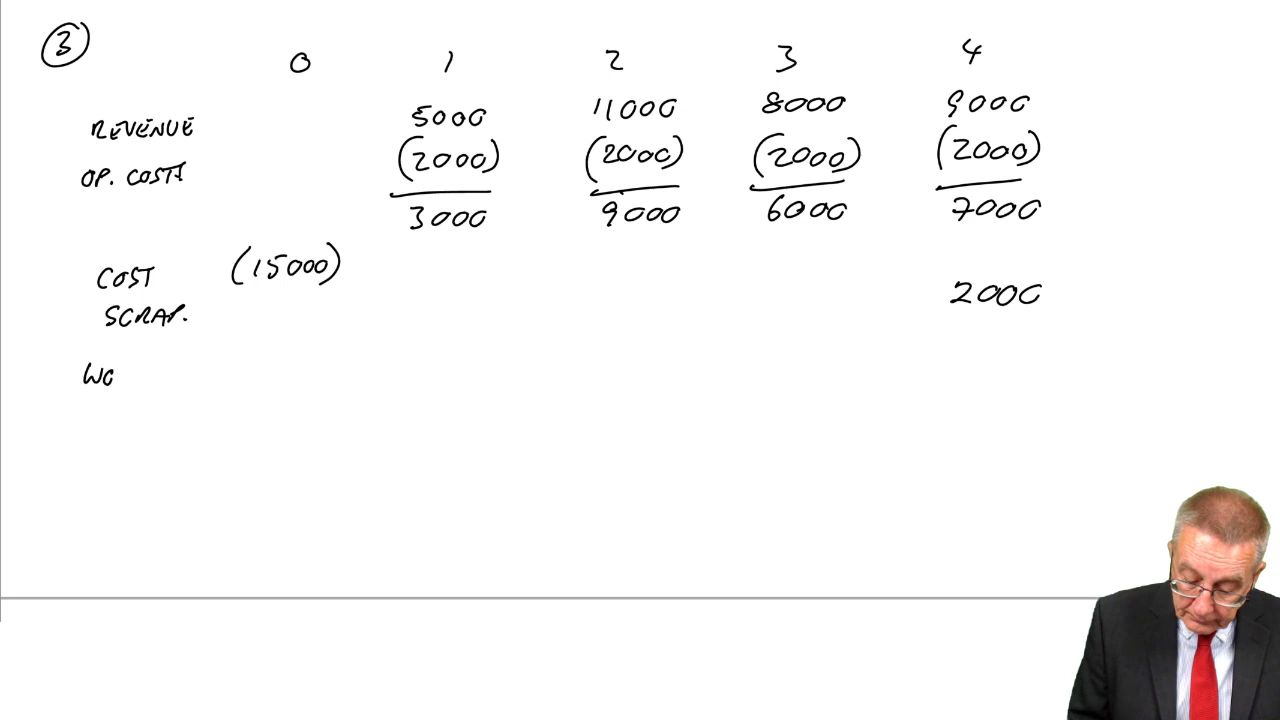 3
0 1 2 3 4
REVENUE 5000 11000 8000 9000
OP. COSTS (2000) (2000) (2000) (2000)
3000 9000 6000 7000
COST (15000)
SCRAP. 2000
WC